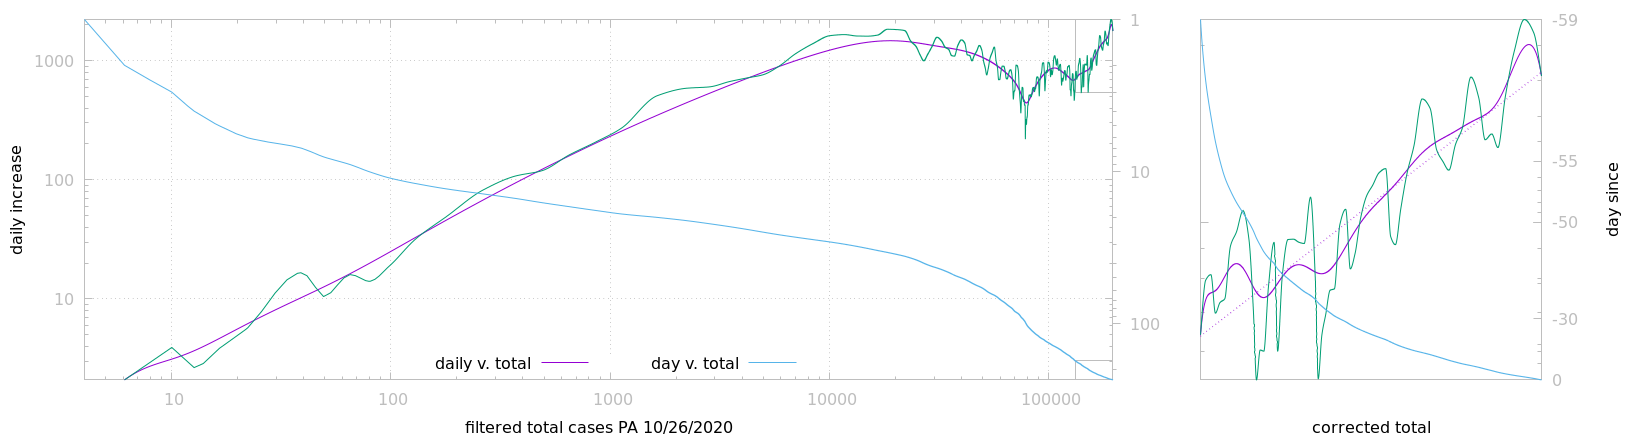 1000
100
10
daily increase
10
100
1000
10000
100000
filtered total cases PA 10/26/2020
daily v. total
day v. total
1
10
100
-59
-55
-50
-30
0
day since
corrected total